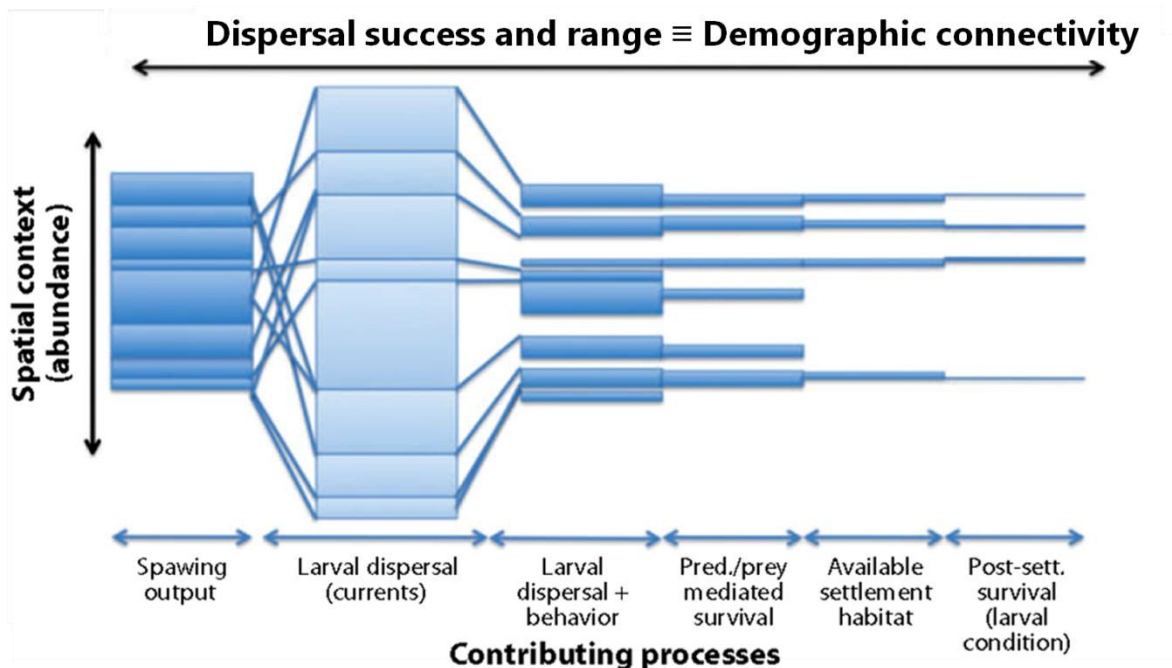 Dispersal success and range ≡ Demographic connectivity
Spatial context
(abundance)
Spawing
output
Larval dispersal
(currents)
Larval
dispersal +
behavior
Pred./prey
mediated
survival
Available
settlement
habitat
Post-sett.
survival
(larval
condition)
Contributing processes